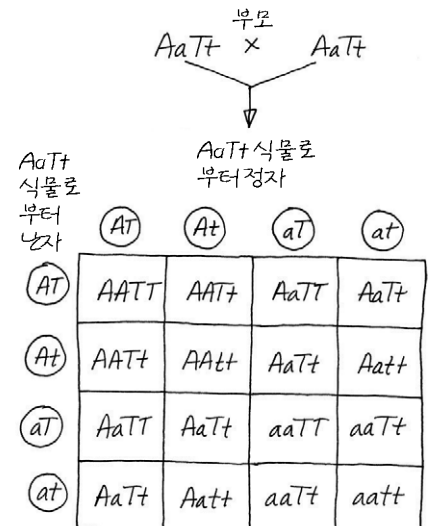 부모
AaTt × AaTt
AaTt 식물로
부터 정자
AaTt
식물로
부터
난자
AT At aT at
AT AATT AATt AaTT AaTt
At AATt AAtt AaTt Aatt
aT AaTT AaTt aaTT aaTt
at AaTt Aatt aaTt aatt